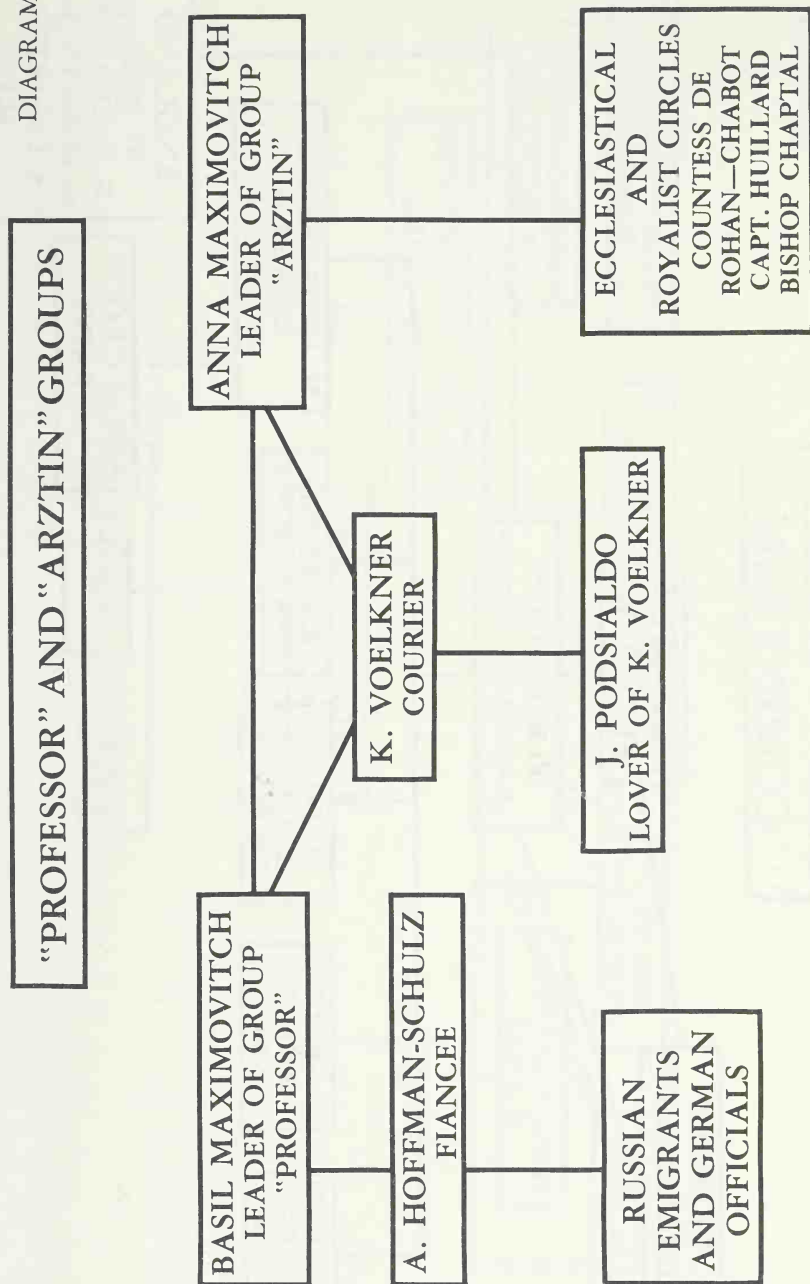 DIAGRAM
"PROFESSOR" AND "ARZTIN" GROUPS
BASIL MAXIMOVITCH
LEADER OF GROUP
"PROFESSOR"
ANNA MAXIMOVITCH
LEADER OF GROUP
"ARZTIN"
K. VOELKNER
COURIER
A. HOFFMAN-SCHULZ
FIANCEE
J. PODSIALDO
LOVER OF K. VOELKNER
RUSSIAN
EMIGRANTS
AND GERMAN
OFFICIALS
ECCLESIASTICAL
AND
ROYALIST CIRCLES
COUNTESS DE
ROHAN—CHABOT
CAPT. HUILLARD
BISHOP CHAPTAL